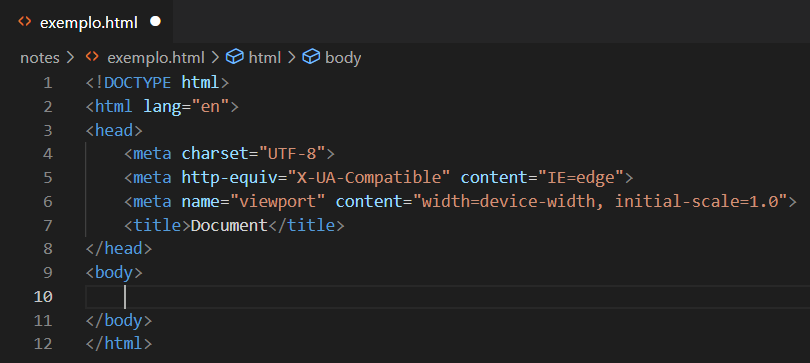 exemplo.html
notes > exemplo.html > html > body
1 <!DOCTYPE html>
2 <html lang="en">
3 <head>
4     <meta charset="UTF-8">
5     <meta http-equiv="X-UA-Compatible" content="IE=edge">
6     <meta name="viewport" content="width=device-width, initial-scale=1.0">
7     <title>Document</title>
8 </head>
9 <body>
10
11 </body>
12 </html>